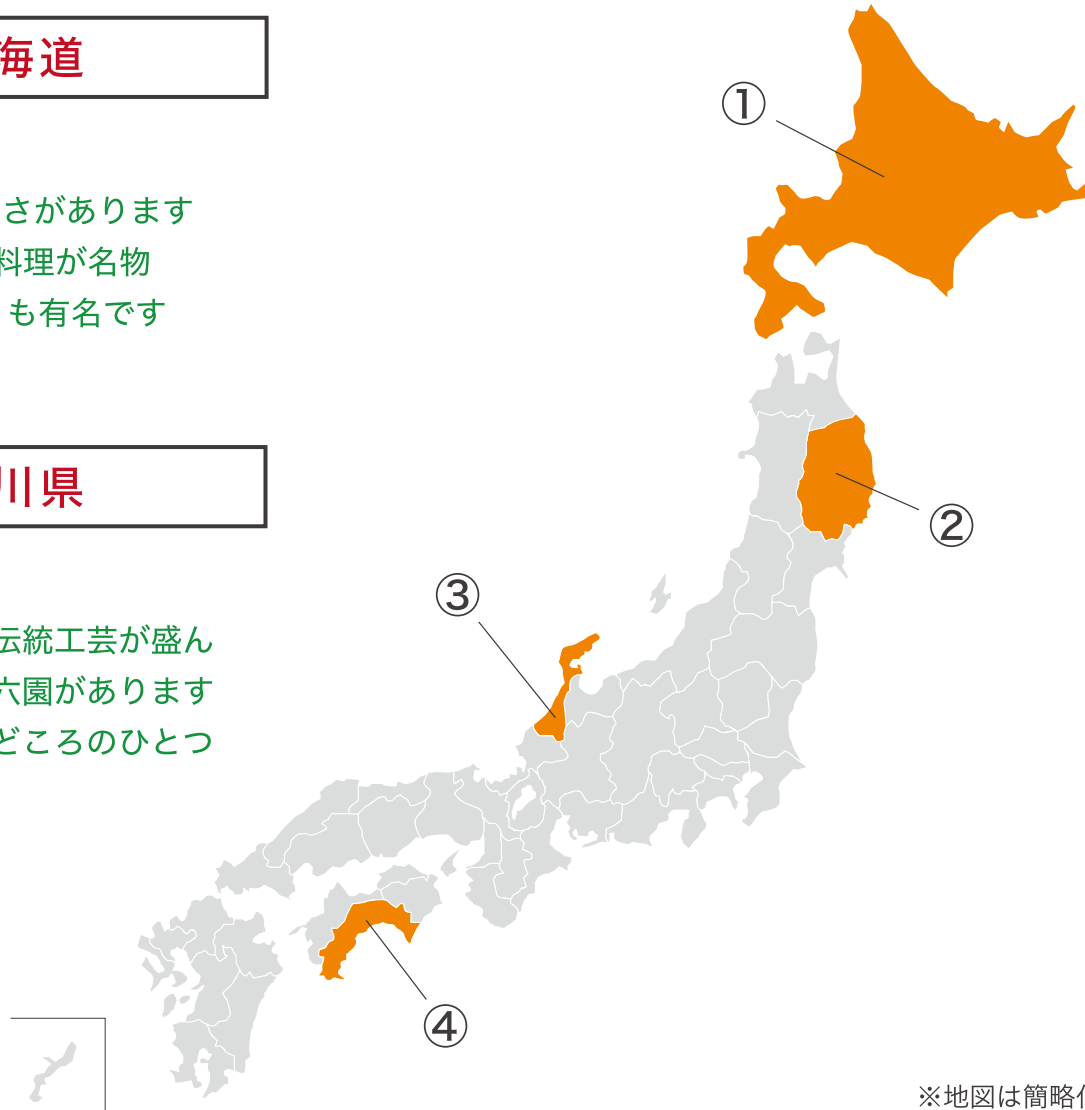 海道
さがあります
料理が名物
も有名です
川県
伝統工芸が盛ん
六園があります
どころのひとつ
①
②
③
④
※地図は簡略化